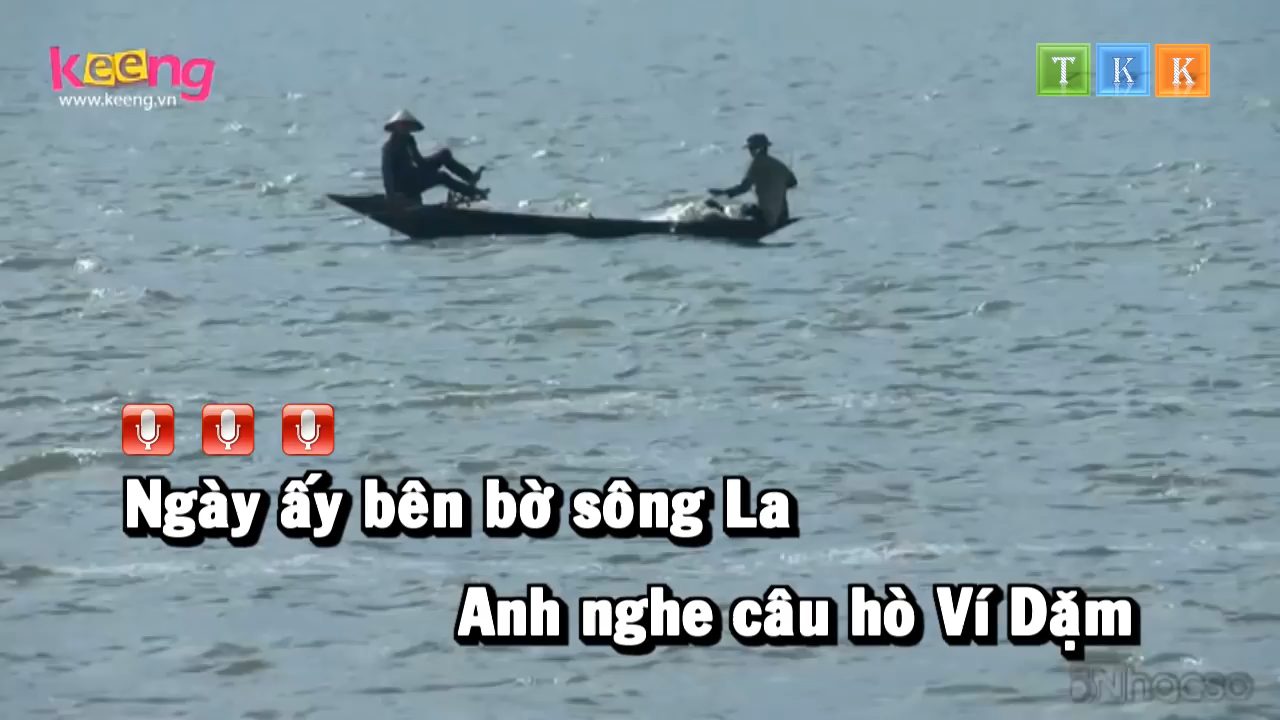 keeng
www.keeng.vn
T K K
Ngày ấy bên bờ sông La
Anh nghe câu hò Ví Dặm
Nhacso